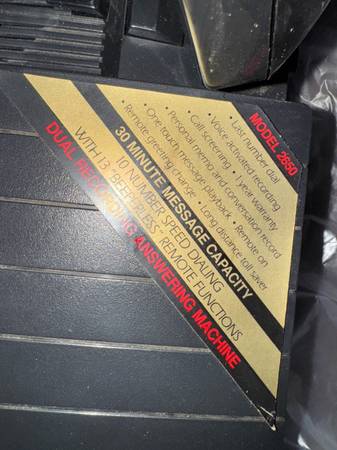 MODEL 2650
• Last number dial
• Voice activated recording
• Call screening • 1 year warranty
• Personal memo and conversation record
• One touch message playback • Remote on
• Remote greeting change • Long distance toll saver
30 MINUTE MESSAGE CAPACITY
10 NUMBER SPEED DIALING
WITH 13 "BEEPERLESS" REMOTE FUNCTIONS
DUAL RECORDING ANSWERING MACHINE